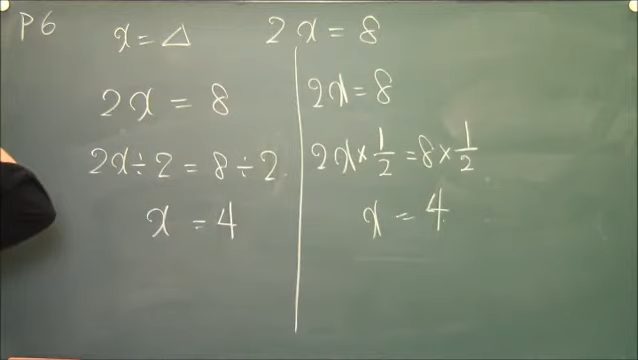 P6
x = △ 2x = 8
2x = 8
2x ÷ 2 = 8 ÷ 2
x = 4
2x = 8
2x × 1/2 = 8 × 1/2
x = 4